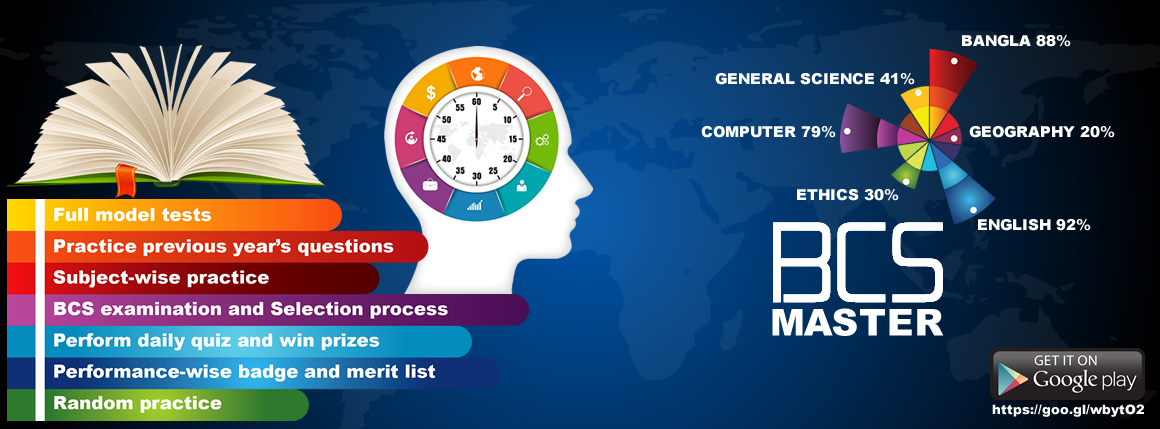 Full model tests
Practice previous year's questions
Subject-wise practice
BCS examination and Selection process
Perform daily quiz and win prizes
Performance-wise badge and merit list
Random practice
$
60
5
10
15
20
25
30
35
40
45
50
55
BANGLA 88%
GENERAL SCIENCE 41%
COMPUTER 79%
GEOGRAPHY 20%
ETHICS 30%
ENGLISH 92%
BCS
MASTER
GET IT ON
Google play
https://goo.gl/wbytO2